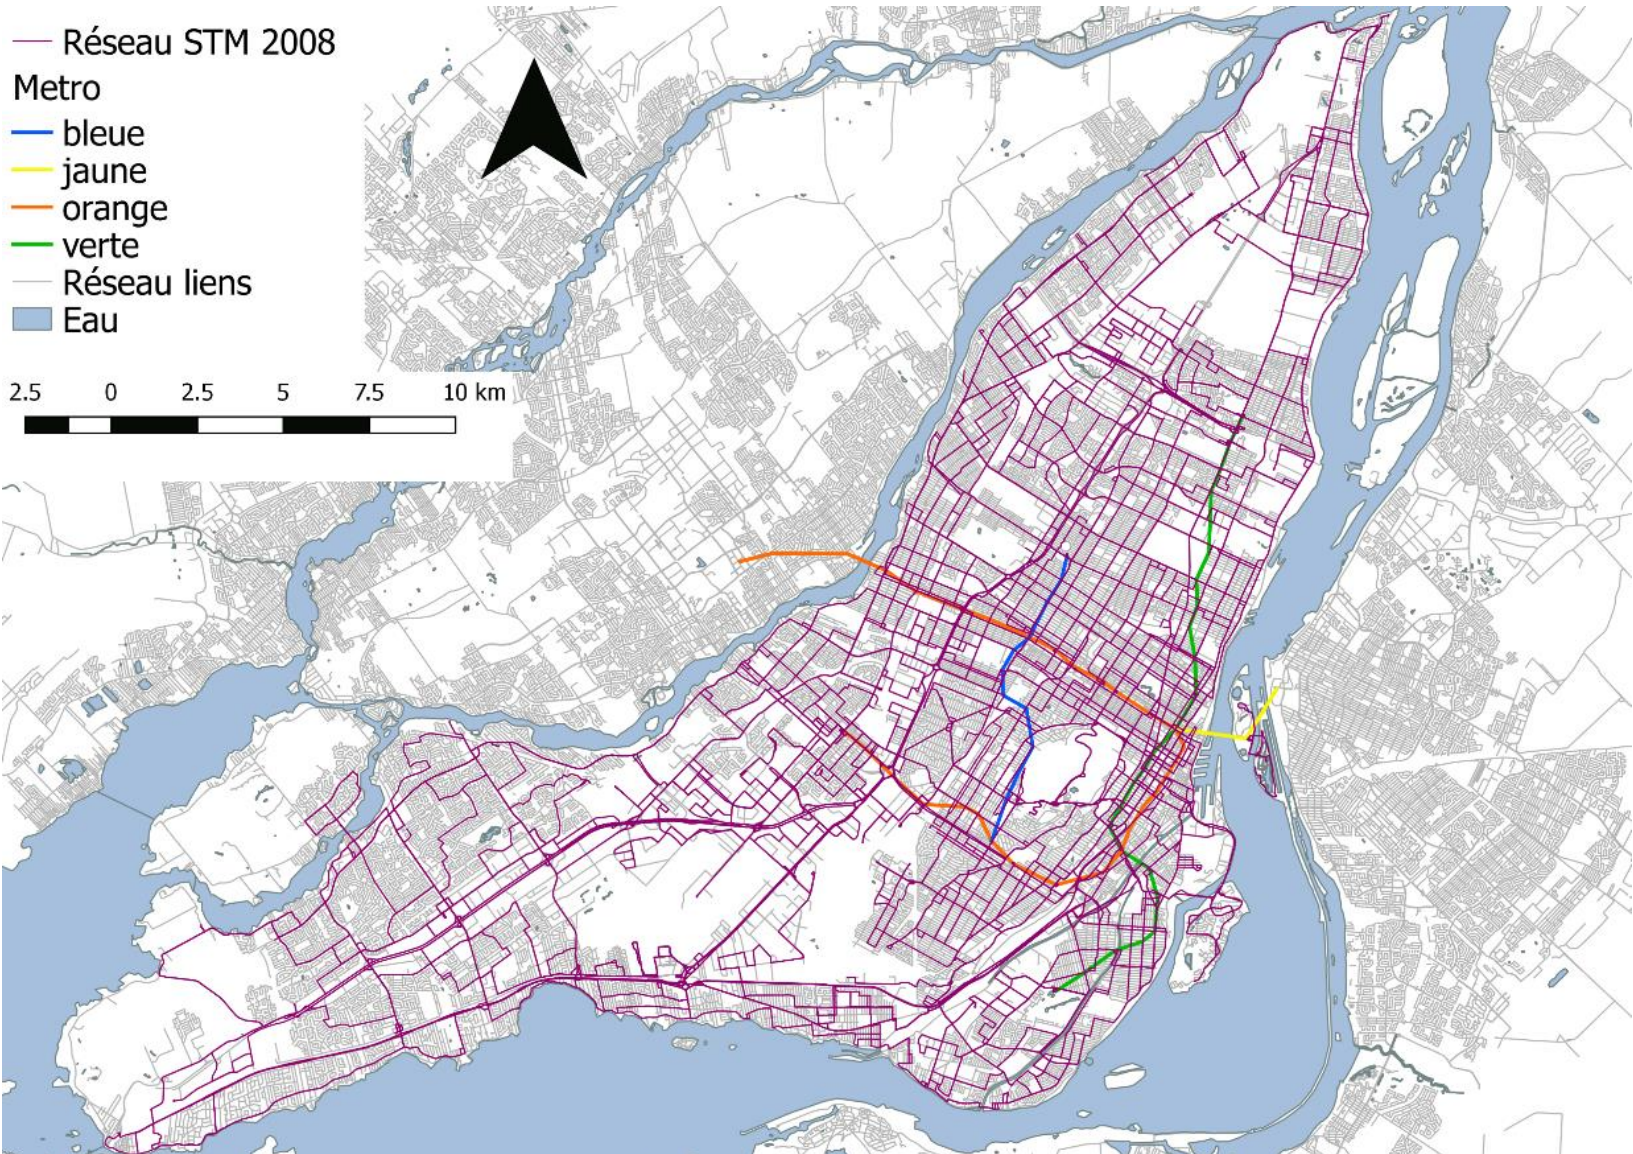 Réseau STM 2008
Metro
bleue
jaune
orange
verte
Réseau liens
Eau
2.5 0 2.5 5 7.5 10 km